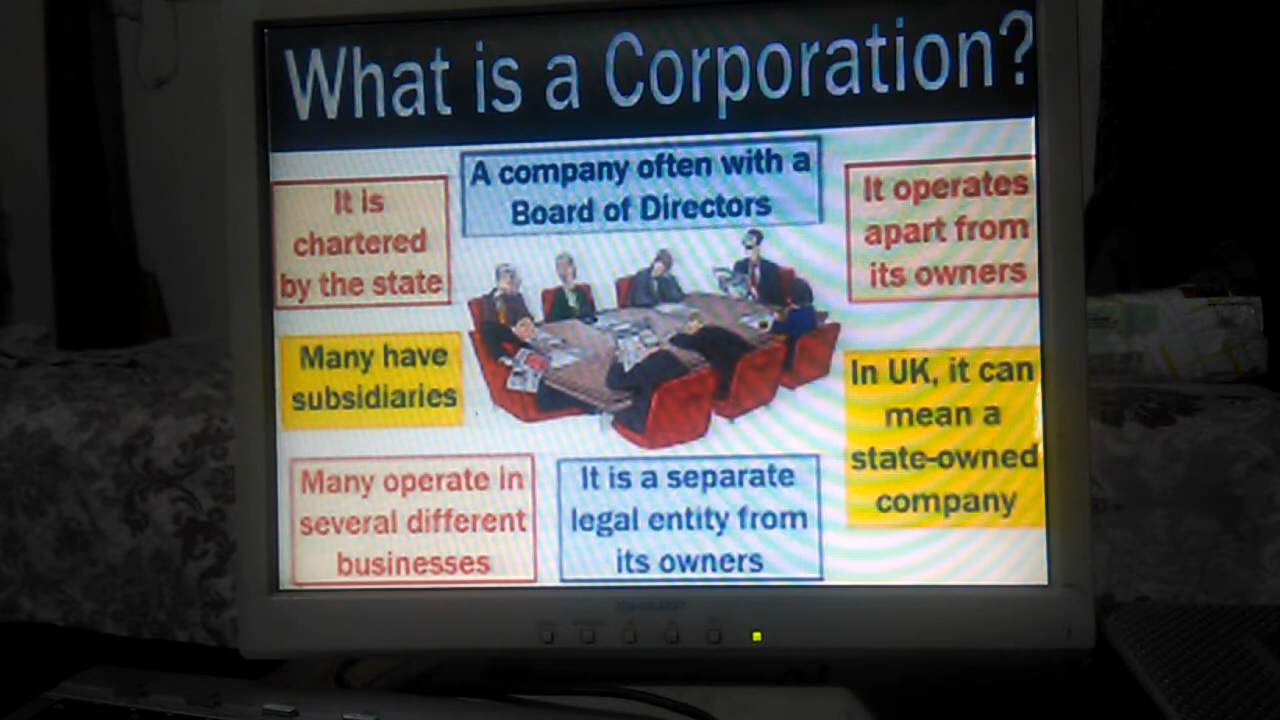 What is a Corporation?
A company often with a
Board of Directors
It is
chartered
by the state
It operates
apart from
its owners
Many have
subsidiaries
In UK, it can
mean a
state-owned
company
Many operate in
several different
businesses
It is a separate
legal entity from
its owners